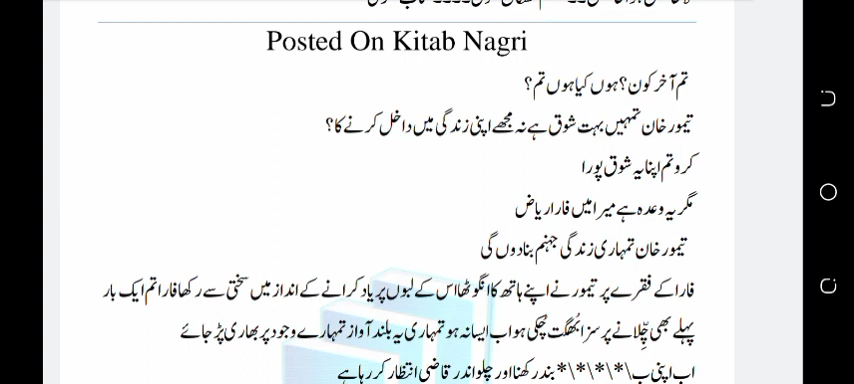 Posted On Kitab Nagri
تم آخر کون؟ ہوں کیا ہوں تم؟
تیمور خان تمہیں بہت شوق ہے نہ مجھے اپنی زندگی میں داخل کرنے کا؟
کرو تم اپنا یہ شوق پورا
مگر یہ وعدہ ہے میرا میں فارا ریاض
تیمور خان تمہاری زندگی جہنم بنا دوں گی
فارا کے فقرے پر تیمور نے اپنے ہاتھ کا انگوٹھا اس کے لبوں پر یاد کرانے کے انداز میں سختی سے رکھا فارا تم ایک بار
پہلے بھی چِلانے پر سزا بُھگت چُکی ہو اب ایسا نہ ہو تمہاری یہ بلند آواز تمہارے وجود پر بھاری پڑ جائے
اب اپنی ب\*\*\*\* بند رکھنا اور چلو اندر قاضی انتظار کر رہا ہے